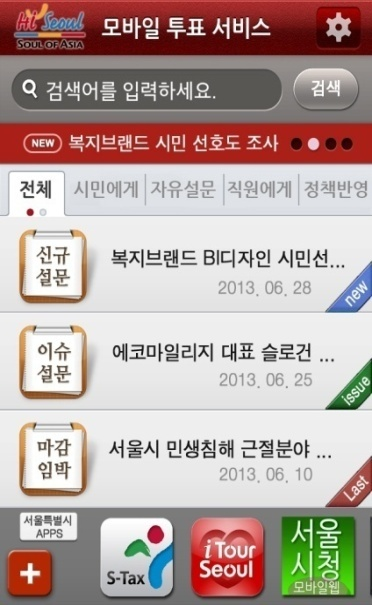 Hi Seoul
SOUL OF ASIA
모바일 투표 서비스
검색어를 입력하세요.
검색
NEW 복지브랜드 시민 선호도 조사
전체 시민에게 자유설문 직원에게 정책반영
신규
설문
복지브랜드 BI디자인 시민선...
2013. 06. 28
new
이슈
설문
에코마일리지 대표 슬로건 ...
2013. 06. 25
issue
마감
임박
서울시 민생침해 근절분야 ...
2013. 06. 10
Last
서울특별시
APPS
S-Tax
i Tour
Seoul
서울
시청
모바일웹